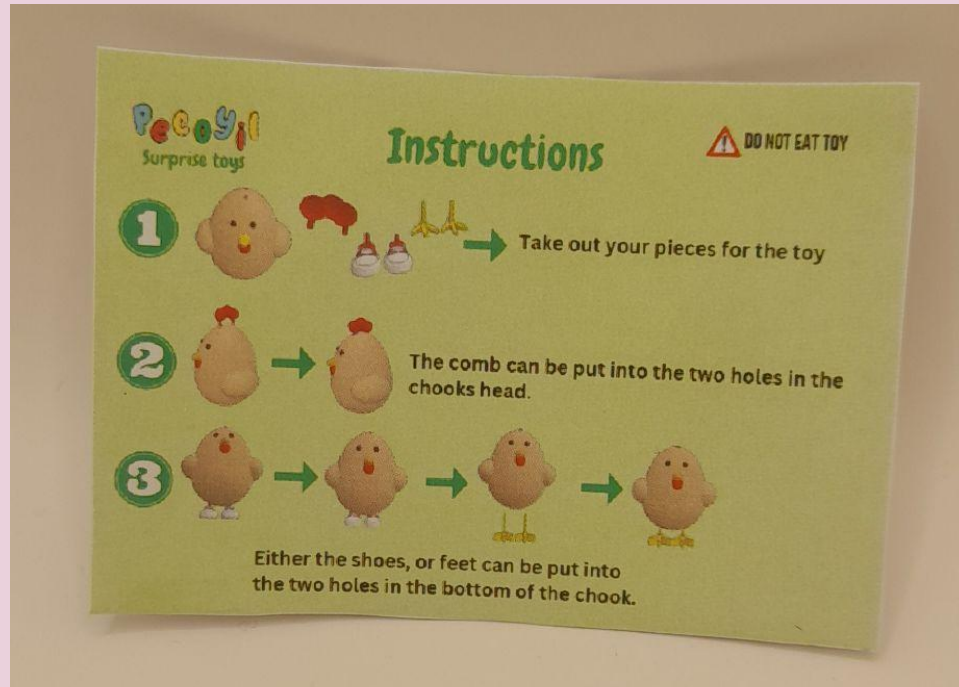 Pecoyil
Surprise toys
Instructions
DO NOT EAT TOY
1
Take out your pieces for the toy
2
The comb can be put into the two holes in the
chooks head.
3
Either the shoes, or feet can be put into
the two holes in the bottom of the chook.